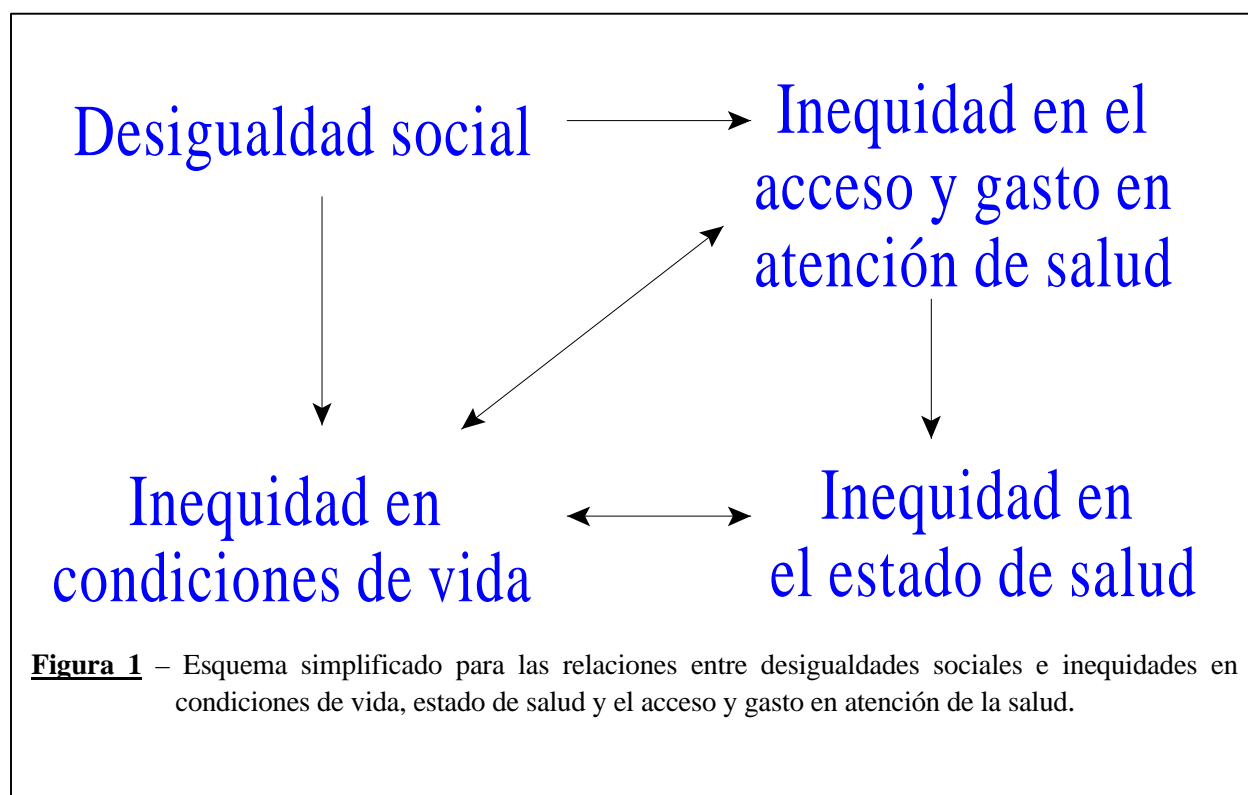 Desigualdad social
Inequidad en el
acceso y gasto en
atención de salud
Inequidad en
condiciones de vida
Inequidad en
el estado de salud
Figura 1 – Esquema simplificado para las relaciones entre desigualdades sociales e inequidades en
condiciones de vida, estado de salud y el acceso y gasto en atención de la salud.